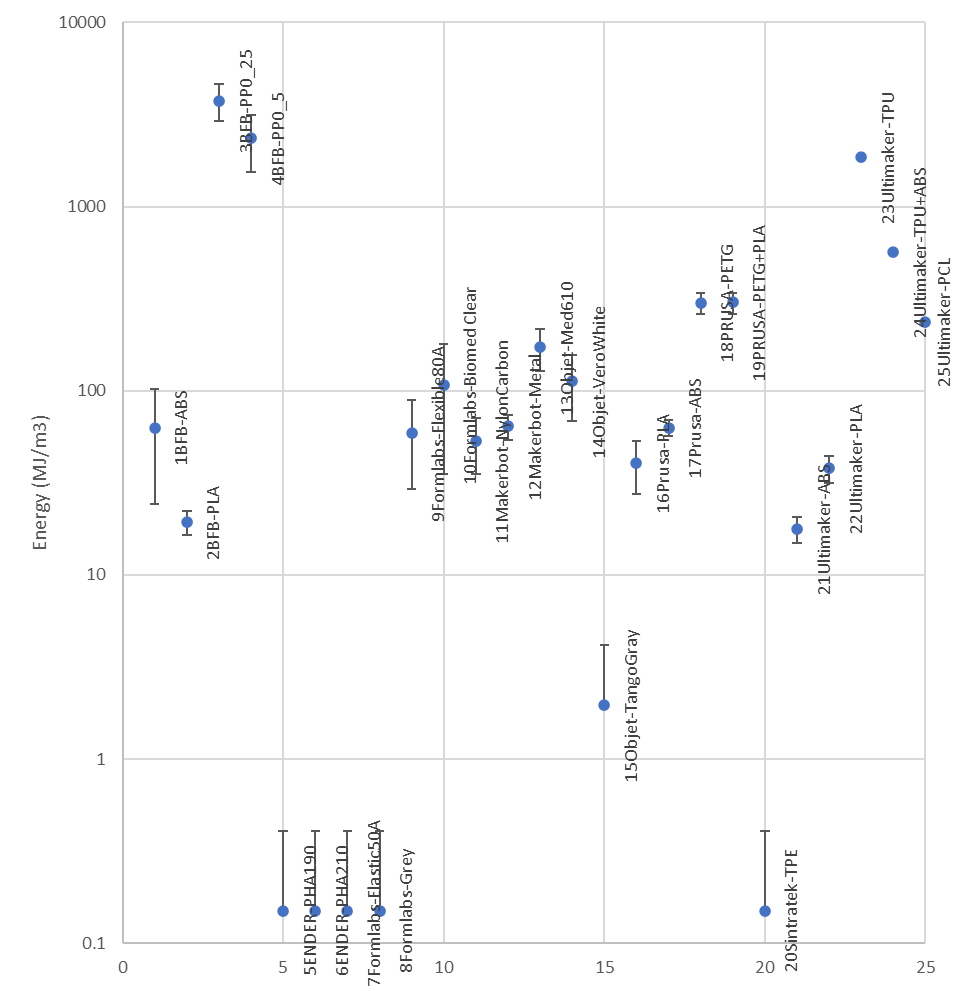 10000
1000
100
10
1
0.1
Energy (MJ/m3)
0
5
10
15
20
25
1BFB-ABS
2BFB-PLA
3BFB-PP0_25
4BFB-PP0_5
5ENDER-PHA190
6ENDER-PHA210
7Formlabs-Elastic50A
8Formlabs-Grey
9Formlabs-Flexible80A
10Formlabs-Biomed Clear
11Makerbot-NylonCarbon
12Makerbot-Metal
13Objet-Med610
14Objet-VeroWhite
15Objet-TangoGray
16Prusa-PLA
17Prusa-ABS
18PRUSA-PETG
19PRUSA-PETG+PLA
20Sintratek-TPE
21Ultimaker-ABS
22Ultimaker-PLA
23Ultimaker-TPU
24Ultimaker-TPU+ABS
25Ultimaker-PCL